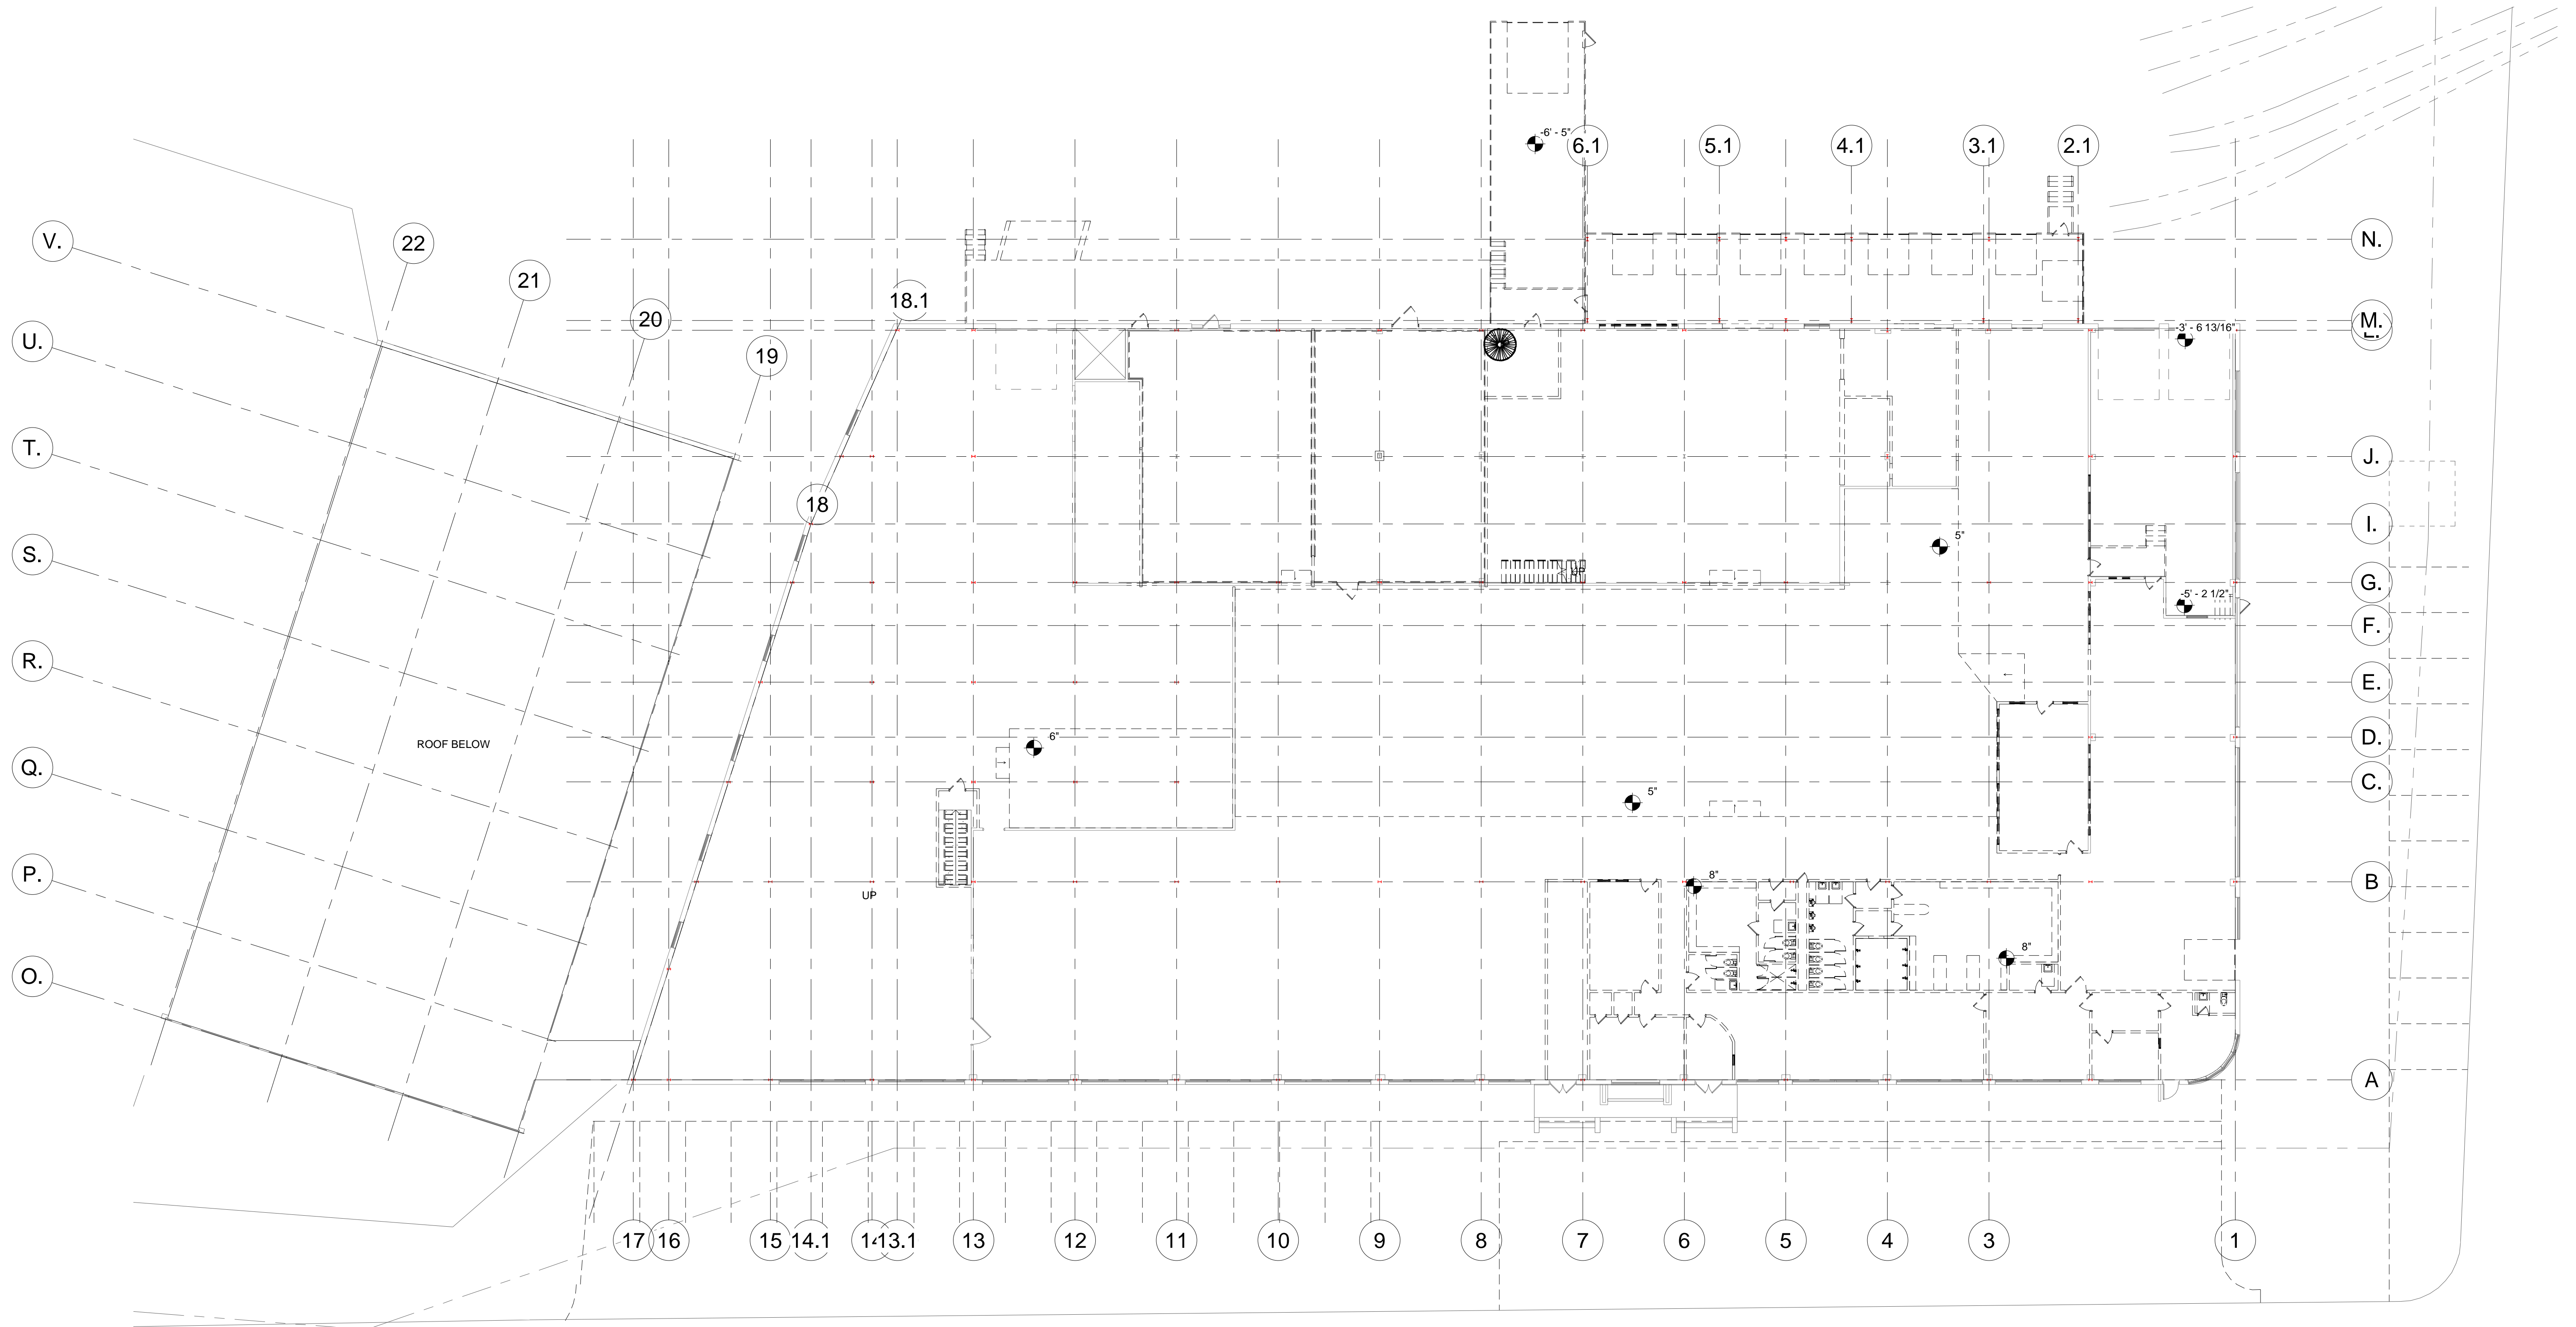 -6' - 5"
6.1
5.1
4.1
3.1
2.1
V.
22
N.
21
18.1
20
M.
-3' - 6 13/16"
L.
U.
19
T.
J.
18
I.
5"
S.
UP
G.
-5' - 2 1/2"
F.
R.
E.
6"
ROOF BELOW
D.
Q.
C.
5"
P.
8"
B
UP
8"
O.
A
17
16
15
14.1
14
13.1
13
12
11
10
9
8
7
6
5
4
3
1